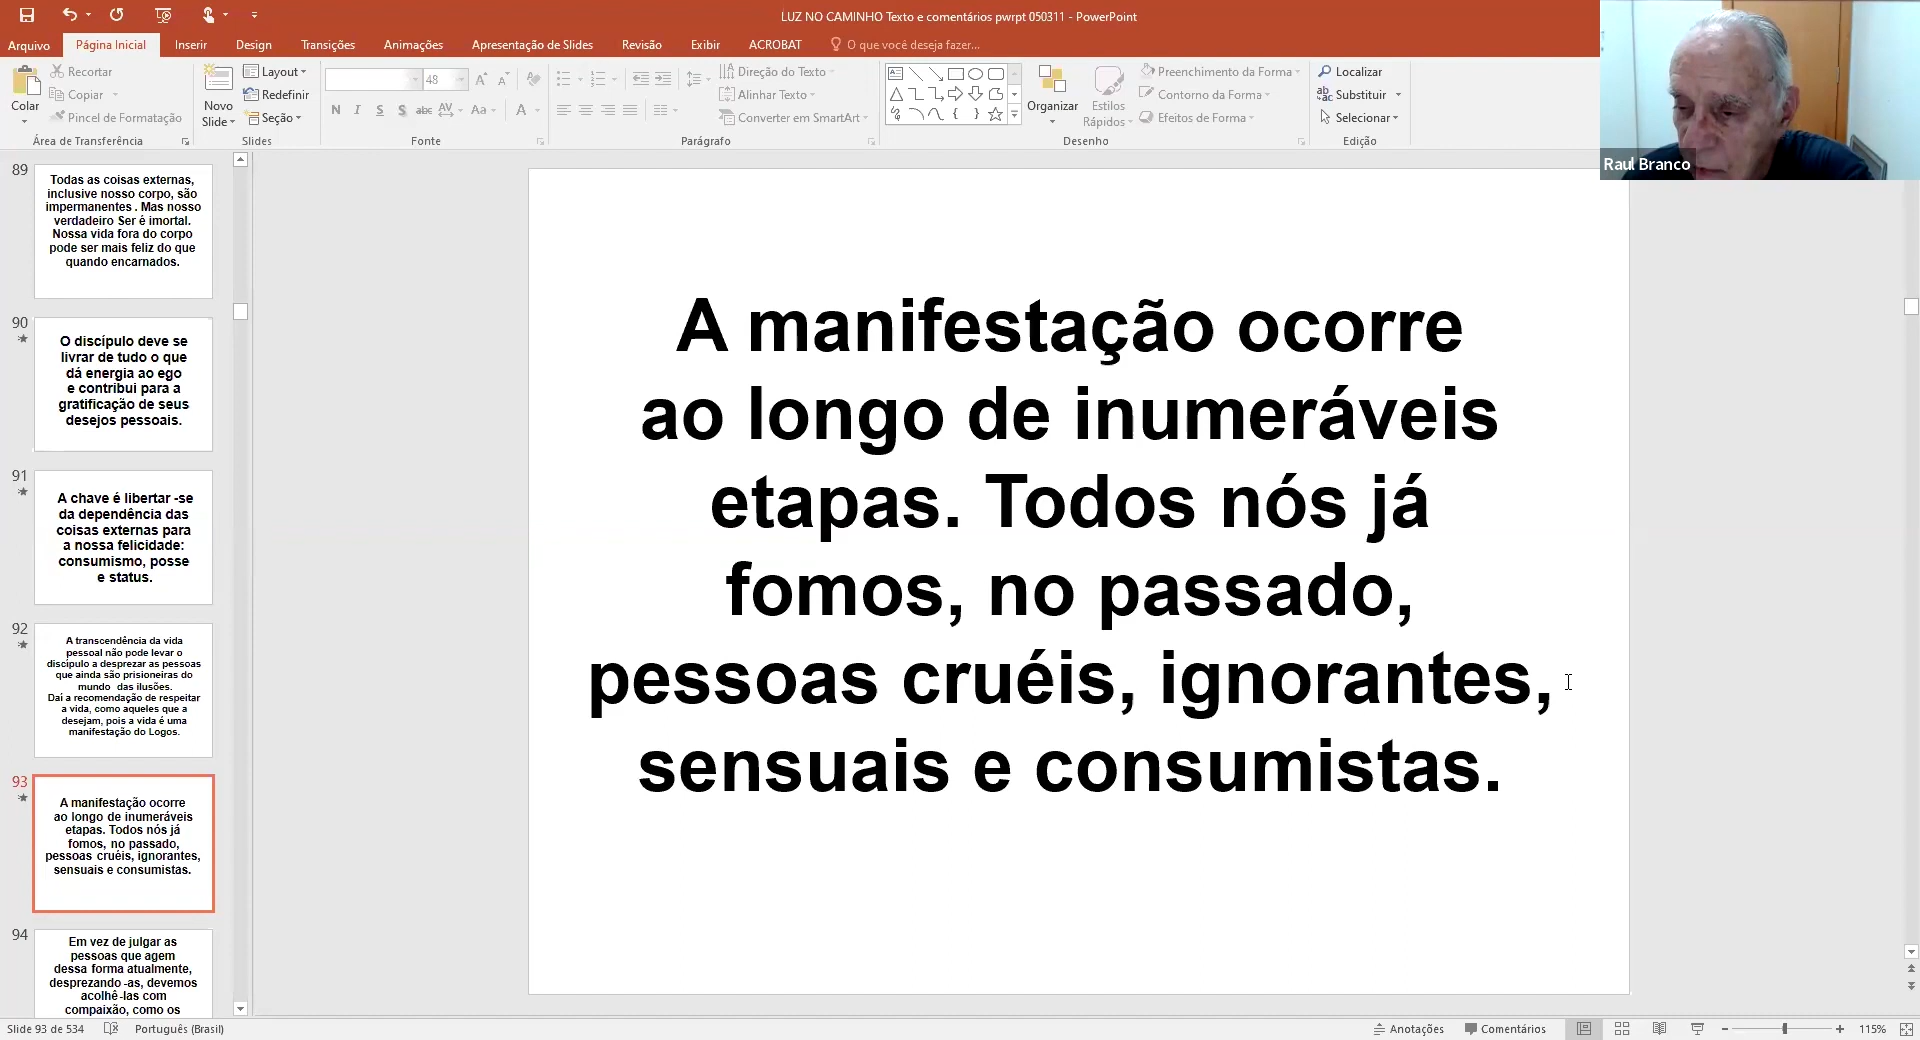 LUZ NO CAMINHO Texto e comentários pwrpt 050311 - PowerPoint
Arquivo
Página Inicial
Inserir
Design
Transições
Animações
Apresentação de Slides
Revisão
Exibir
ACROBAT
O que você deseja fazer...
Colar
Recortar
Copiar
Pincel de Formatação
Área de Transferência
Novo
Slide
Layout
Redefinir
Seção
Slides
48
N I S S abc AV Aa A
Fonte
Direção do Texto
Alinhar Texto
Converter em SmartArt
Parágrafo
Organizar
Estilos
Rápidos
Preenchimento da Forma
Contorno da Forma
Efeitos de Forma
Desenho
Localizar
Substituir
Selecionar
Edição
Raul Branco
89
Todas as coisas externas,
inclusive nosso corpo, são
impermanentes . Mas nosso
verdadeiro Ser é imortal.
Nossa vida fora do corpo
pode ser mais feliz do que
quando encarnados.
90
O discípulo deve se
livrar de tudo o que
dá energia ao ego
e contribui para a
gratificação de seus
desejos pessoais.
91
A chave é libertar -se
da dependência das
coisas externas para
a nossa felicidade:
consumismo, posse
e status.
92
A transcendência da vida
pessoal não pode levar o
discípulo a desprezar as pessoas
que ainda são prisioneiras do
mundo das ilusões.
Daí a recomendação de respeitar
a vida, como aqueles que a
desejam, pois a vida é uma
manifestação do Logos.
93
A manifestação ocorre
ao longo de inumeráveis
etapas. Todos nós já
fomos, no passado,
pessoas cruéis, ignorantes,
sensuais e consumistas.
94
Em vez de julgar as
pessoas que agem
dessa forma atualmente,
desprezando -as, devemos
acolhê-las com
compaixão, como os
A manifestação ocorre
ao longo de inumeráveis
etapas. Todos nós já
fomos, no passado,
pessoas cruéis, ignorantes,
sensuais e consumistas.
Slide 93 de 534
Português (Brasil)
Anotações
Comentários
115%